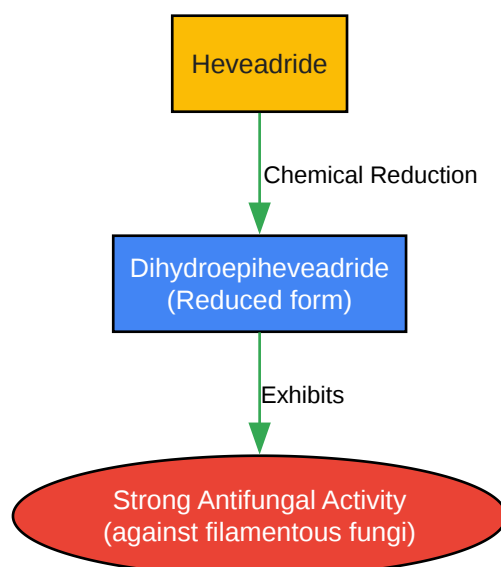 Heveadride
Chemical Reduction
Dihydroepiheveadride
(Reduced form)
Exhibits
Strong Antifungal Activity
(against filamentous fungi)